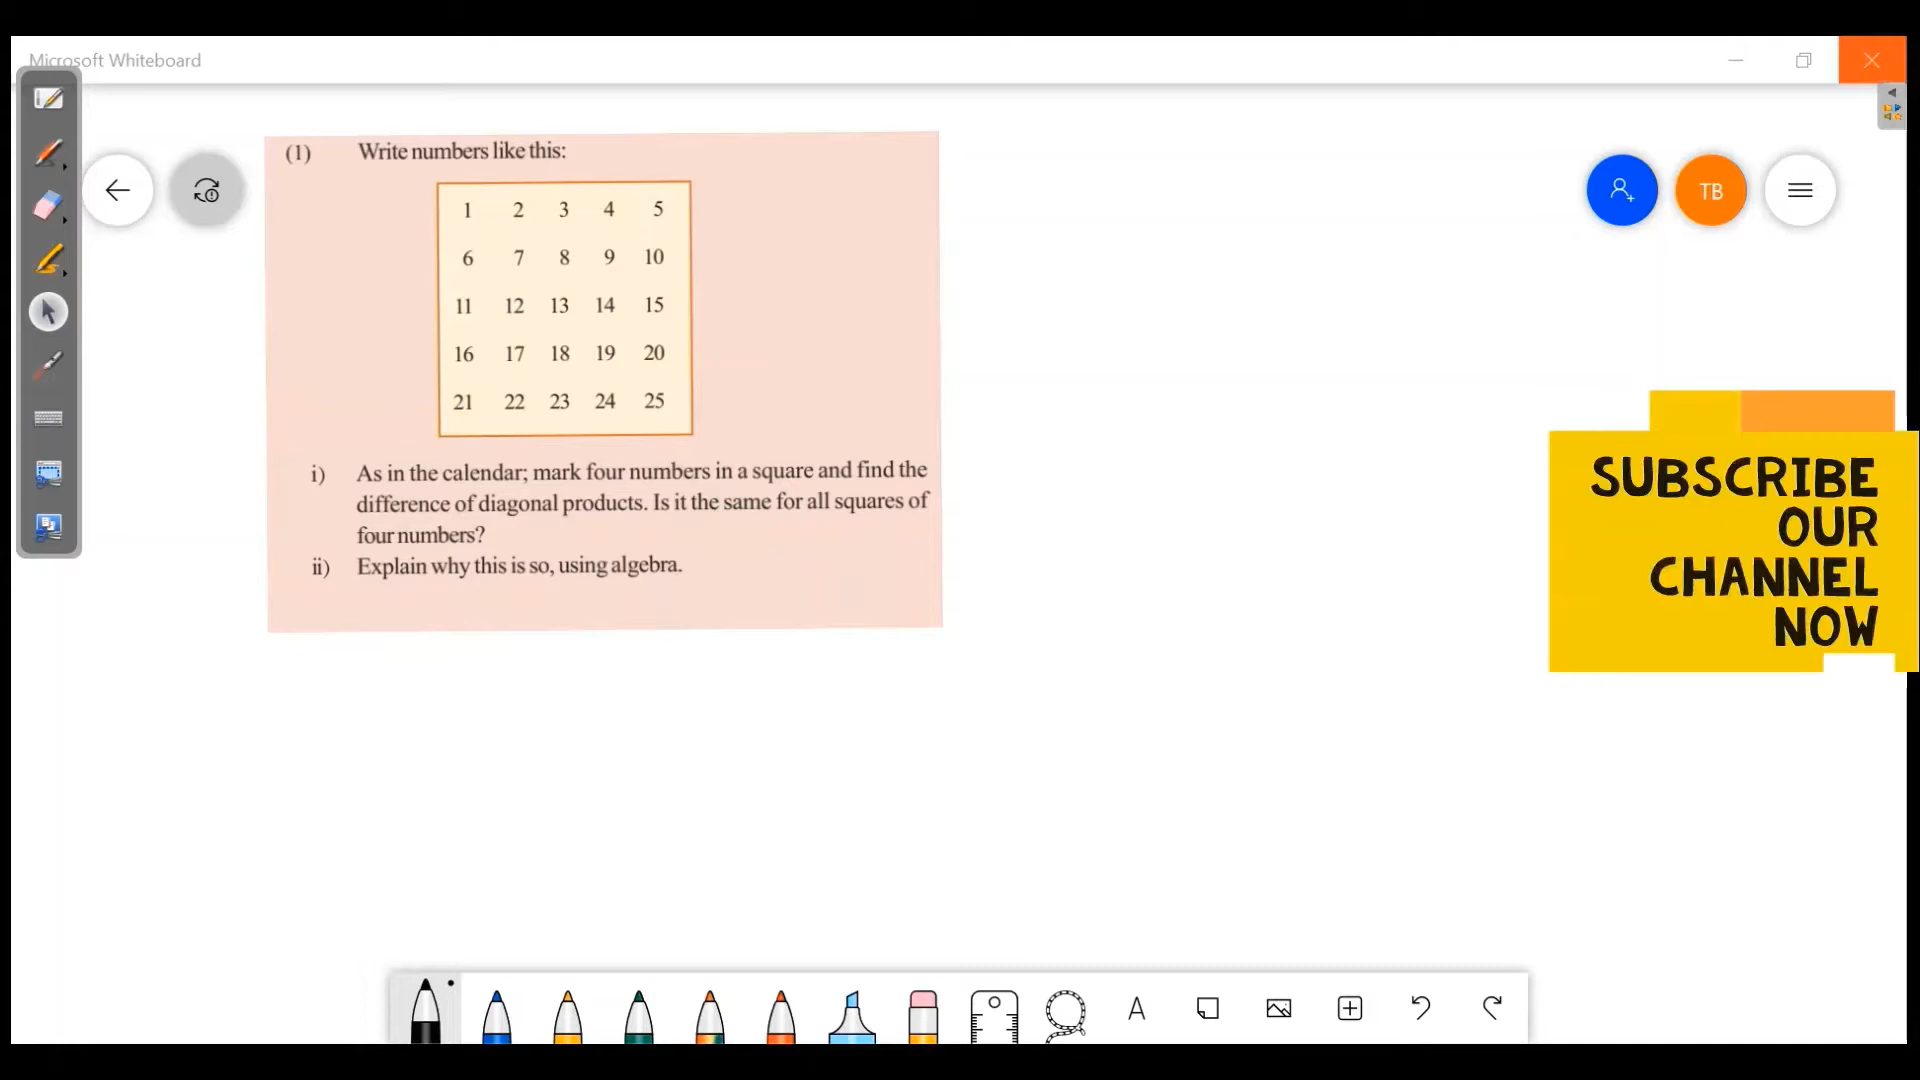 Microsoft Whiteboard
(1) Write numbers like this:
1 2 3 4 5
6 7 8 9 10
11 12 13 14 15
16 17 18 19 20
21 22 23 24 25
i) As in the calendar; mark four numbers in a square and find the
difference of diagonal products. Is it the same for all squares of
four numbers?
ii) Explain why this is so, using algebra.
TB
SUBSCRIBE
OUR
CHANNEL
NOW
A